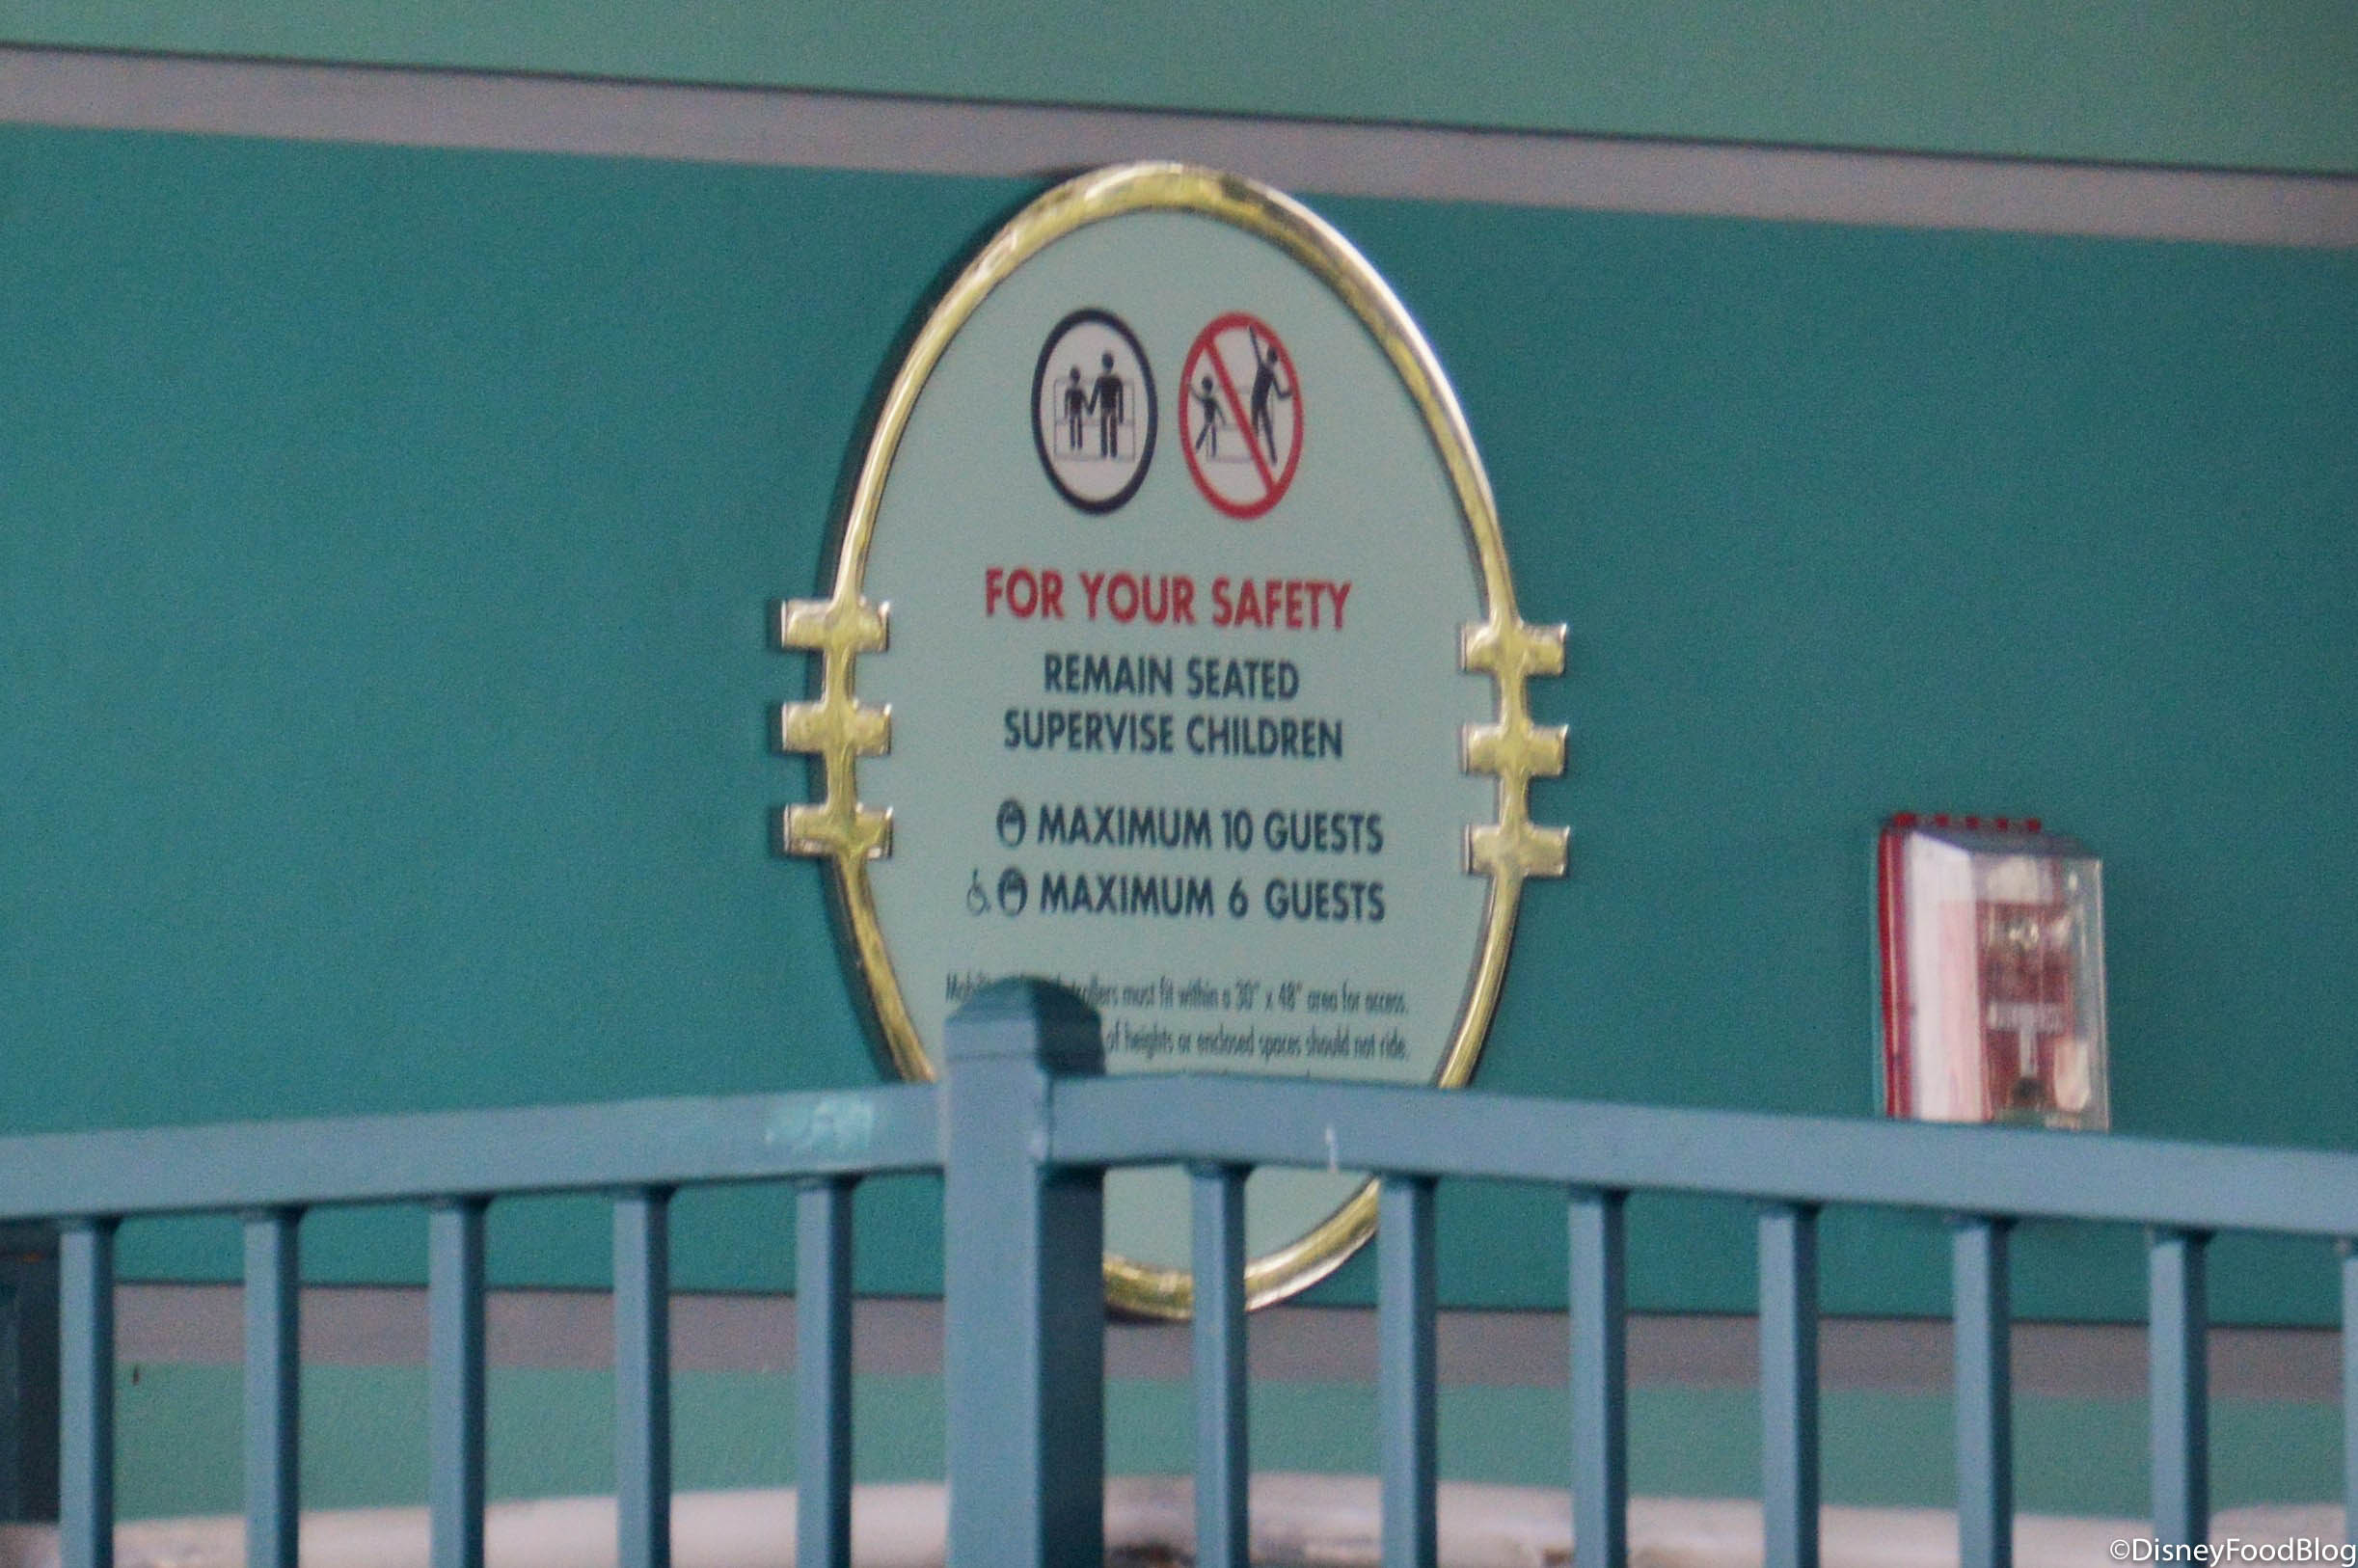 FOR YOUR SAFETY
REMAIN SEATED
SUPERVISE CHILDREN
MAXIMUM 10 GUESTS
MAXIMUM 6 GUESTS
must fit within a 30" x 48" area for access.
of heights or enclosed spaces should not ride.
©DisneyFoodBlog